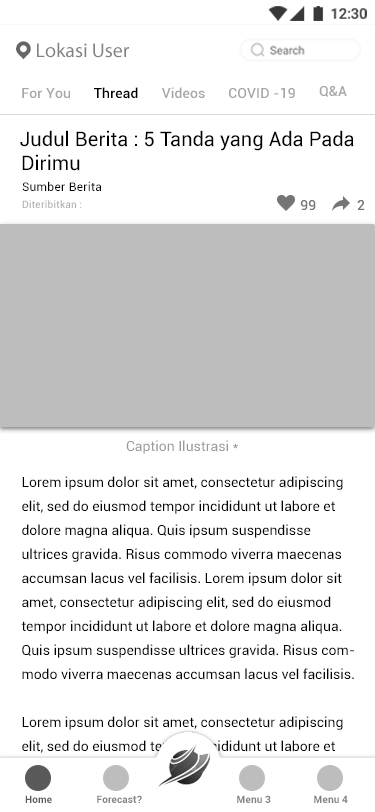 12:30
Lokasi User
Search
For You Thread Videos COVID -19 Q&A
Judul Berita : 5 Tanda yang Ada Pada
Dirimu
Sumber Berita
Diteribitkan :
99 2
Caption Ilustrasi *
Lorem ipsum dolor sit amet, consectetur adipiscing
elit, sed do eiusmod tempor incididunt ut labore et
dolore magna aliqua. Quis ipsum suspendisse
ultrices gravida. Risus commodo viverra maecenas
accumsan lacus vel facilisis. Lorem ipsum dolor sit
amet, consectetur adipiscing elit, sed do eiusmod
tempor incididunt ut labore et dolore magna aliqua.
Quis ipsum suspendisse ultrices gravida. Risus com-
modo viverra maecenas accumsan lacus vel facilisis.
Lorem ipsum dolor sit amet, consectetur adipiscing
elit, sed do eiusmod incididunt ut labore et
Home Forecast? Menu 3 Menu 4